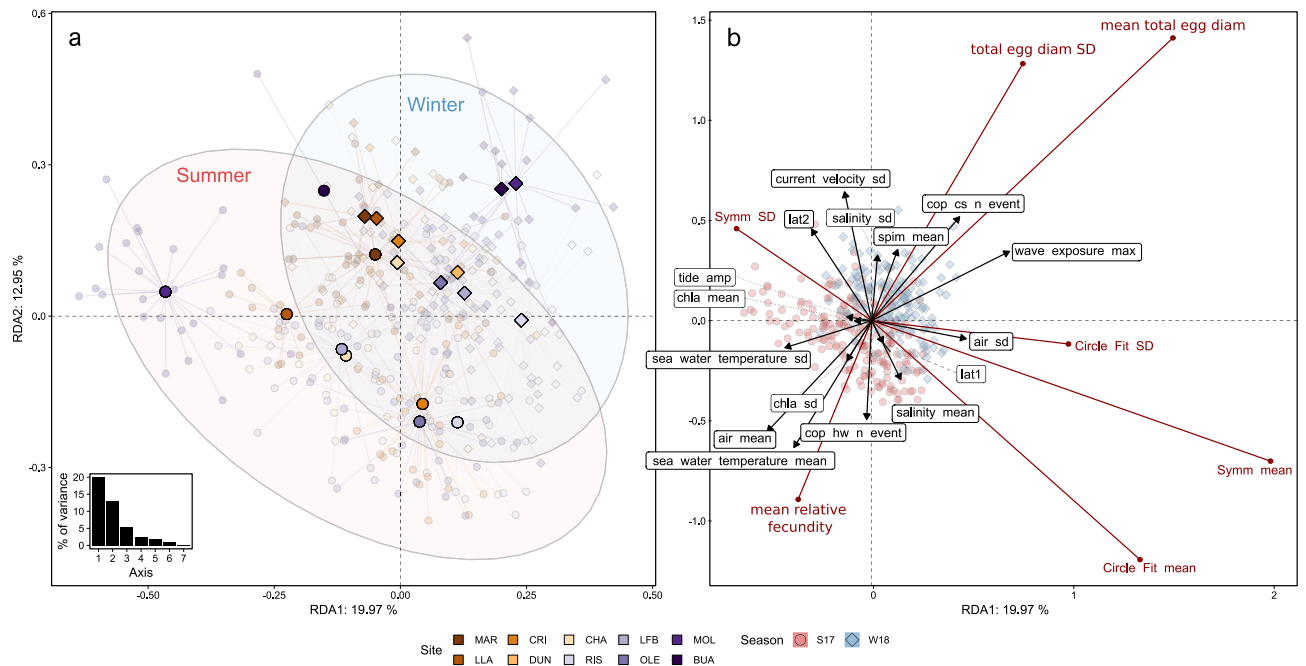 a
Winter
Summer
0.6
0.3
0.0
-0.3
RDA2: 12.95 %
-0.50
-0.25
0.00
0.25
0.50
RDA1: 19.97 %
20
15
10
5
0
% of variance
1 2 3 4 5 6 7
Axis
b
1.5
1.0
0.5
0.0
-0.5
-1.0
0
1
2
RDA1: 19.97 %
mean total egg diam
total egg diam SD
current velocity sd
cop cs n event
Symm SD
lat2
salinity sd
spim mean
wave exposure max
tide amp
chla mean
air sd
Circle Fit SD
sea water temperature sd
lat1
chla sd
salinity mean
air mean
cop hw n event
sea water temperature mean
Symm mean
mean relative
fecundity
Circle Fit mean
Site
MAR CRI CHA LFB MOL
LLA DUN RIS OLE BUA
Season S17 W18